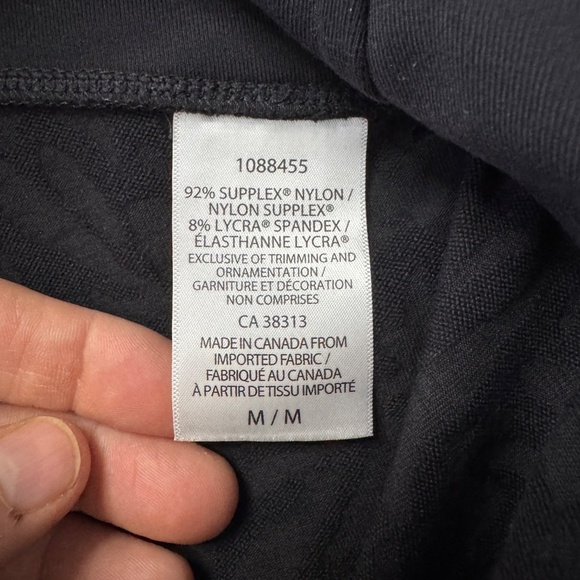 1088455
92% SUPPLEX® NYLON /
NYLON SUPPLEX®
8% LYCRA® SPANDEX /
ÉLASTHANNE LYCRA®
EXCLUSIVE OF TRIMMING AND
ORNAMENTATION /
GARNITURE ET DÉCORATION
NON COMPRISES
CA 38313
MADE IN CANADA FROM
IMPORTED FABRIC /
FABRIQUÉ AU CANADA
À PARTIR DE TISSU IMPORTÉ
M / M